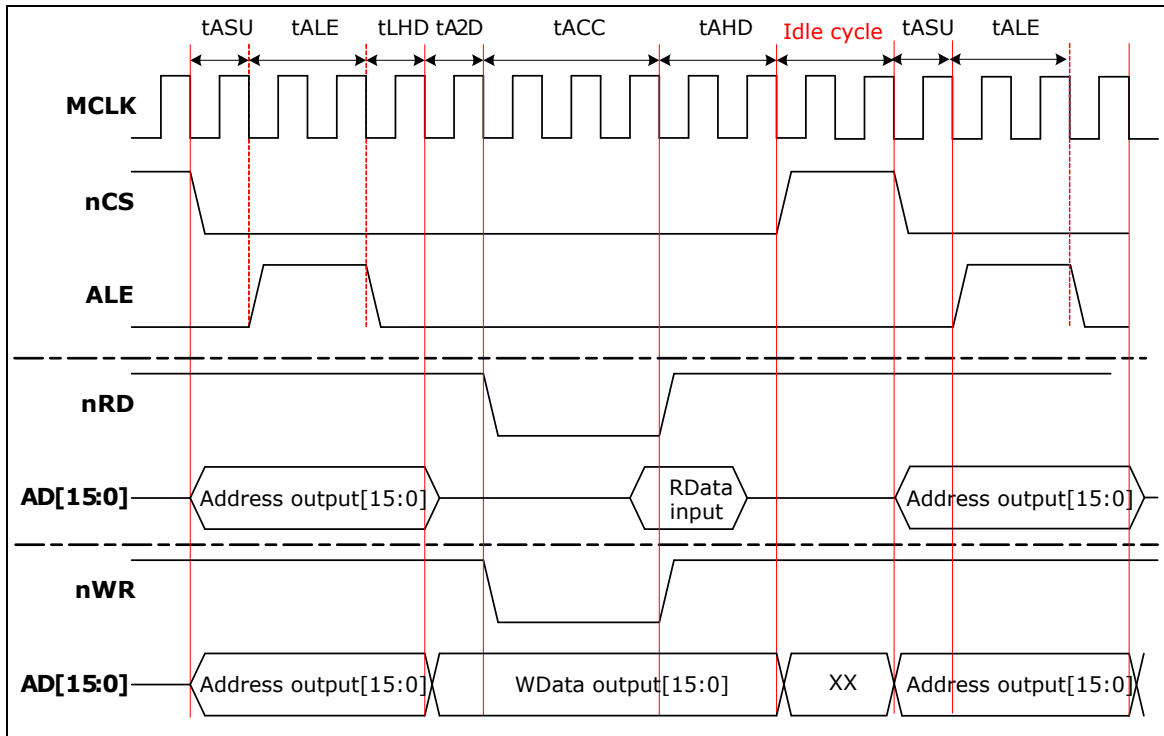 tASU tALE tLHD tA2D tACC tAHD Idle cycle tASU tALE
MCLK
nCS
ALE
nRD
AD[15:0] Address output[15:0] RData input Address output[15:0]
nWR
AD[15:0] Address output[15:0] WData output[15:0] XX Address output[15:0]